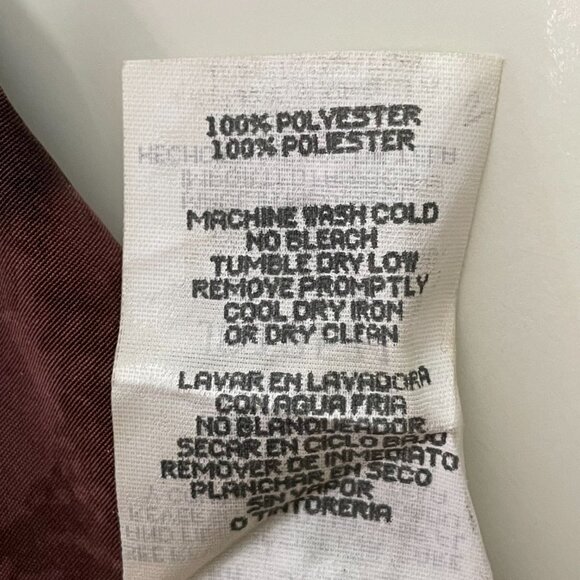 100% POLYESTER
100% POLIESTER
MACHINE WASH COLD
NO BLEACH
TUMBLE DRY LOW
REMOVE PROMPTLY
COOL DRY IRON
OR DRY CLEAN
LAVAR EN LAVADORA
CON AGUA FRIA
NO BLANQUEADOR
SECAR EN CICLO BAJO
REMOVER DE INMEDIATO
PLANCHAR EN SECO
SIN VAPOR
O TINTORERIA